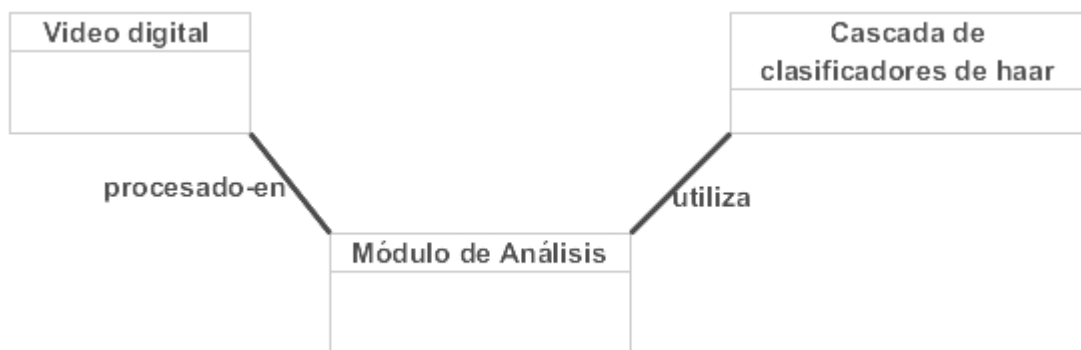 Video digital
Cascada de
clasificadores de haar
procesado-en
utiliza
Módulo de Análisis